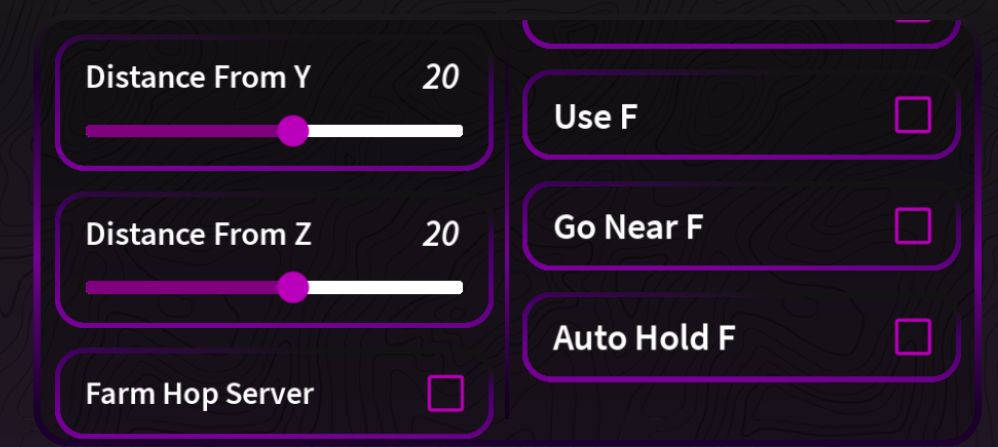 Distance From Y
20
Distance From Z
20
Farm Hop Server
Use F
Go Near F
Auto Hold F